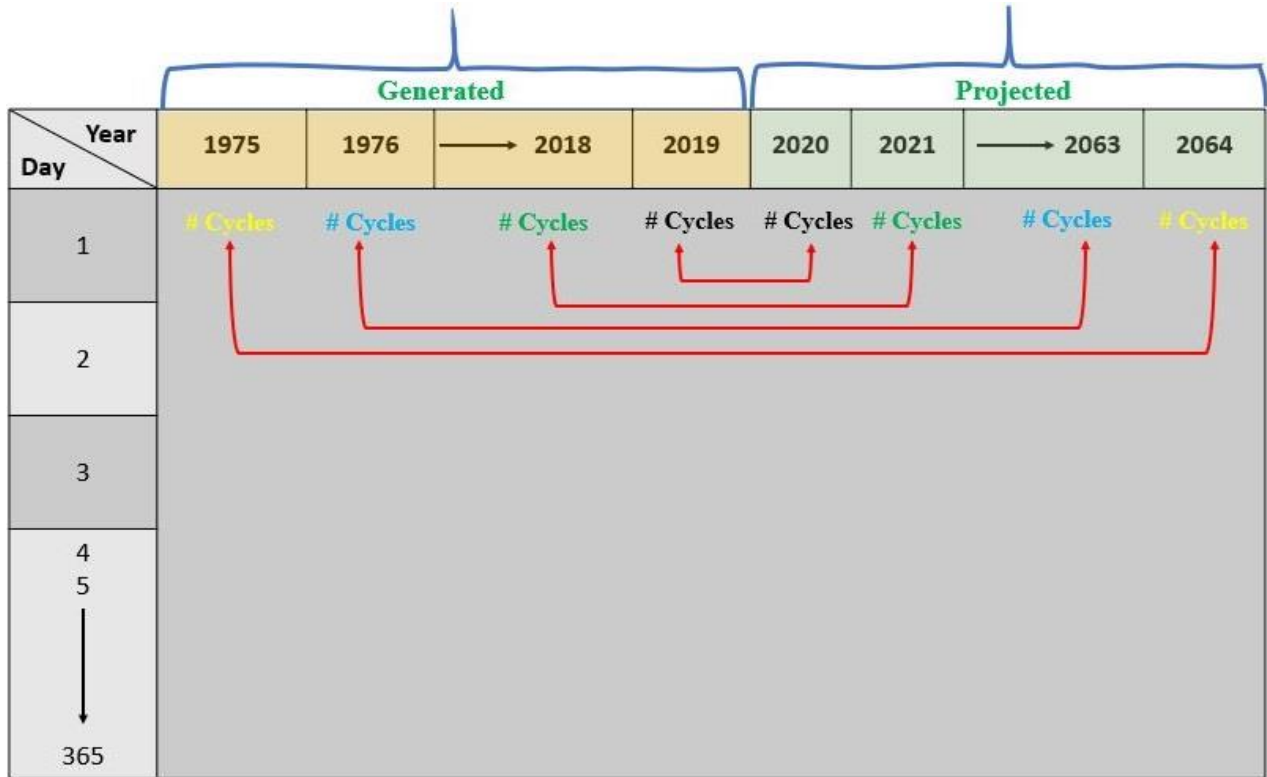 Generated Projected
Year
Day
1975 1976 2018 2019 2020 2021 2063 2064
1 # Cycles # Cycles # Cycles # Cycles # Cycles # Cycles # Cycles # Cycles
2
3
4
5
365